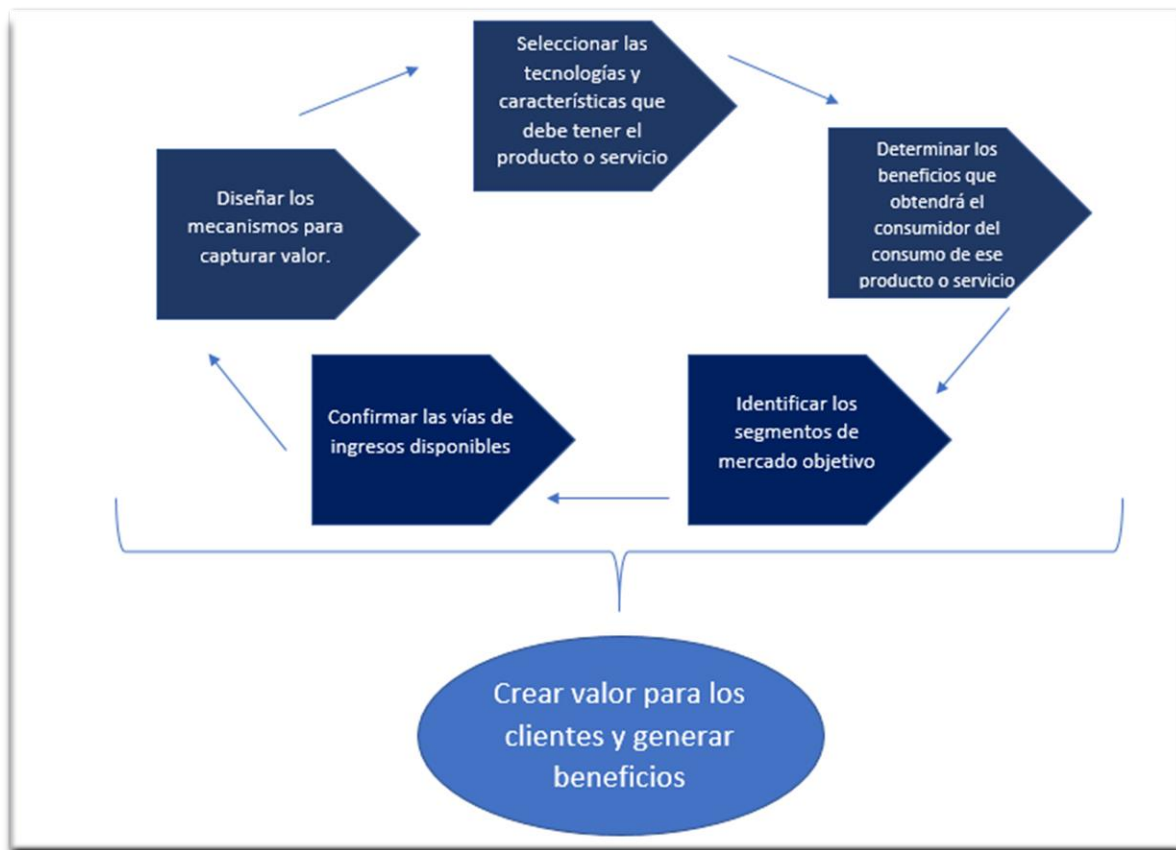 Seleccionar las
tecnologías y
características que
debe tener el
producto o servicio
Determinar los
beneficios que
obtendrá el
consumidor del
consumo de ese
producto o servicio
Identificar los
segmentos de
mercado objetivo
Confirmar las vías de
ingresos disponibles
Diseñar los
mecanismos para
capturar valor.
Crear valor para los
clientes y generar
beneficios